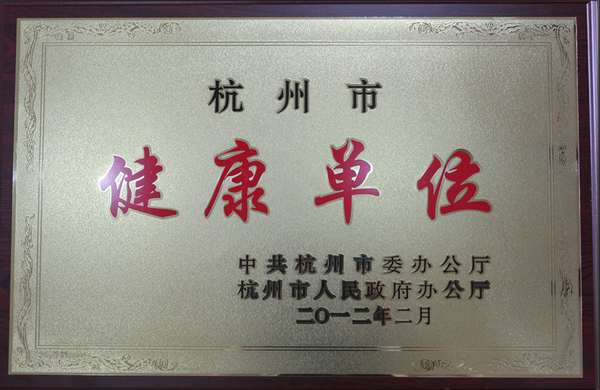 杭州市
健康单位
中共杭州市委办公厅
杭州市人民政府办公厅
二〇一二年二月